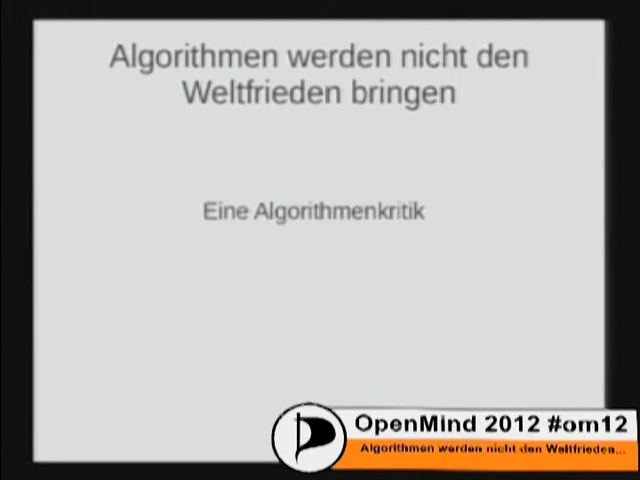 Algorithmen werden nicht den
Weltfrieden bringen
Eine Algorithmenkritik
OpenMind 2012 #om12
Algorithmen werden nicht den Weltfrieden...